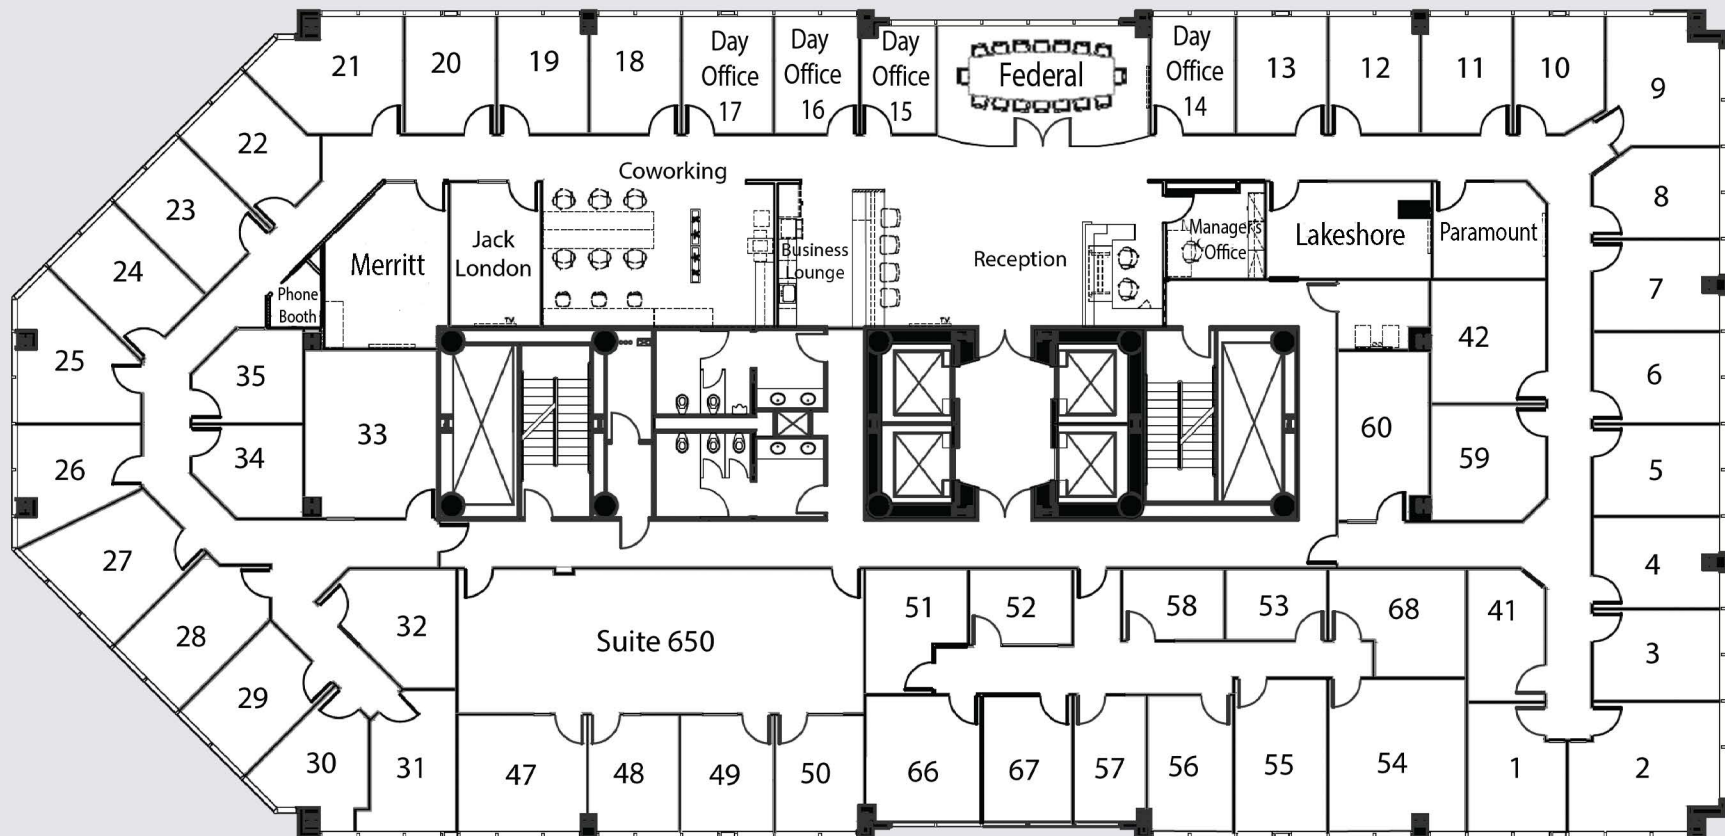 21
20
19
18
Day
Office
17
Day
Office
16
Day
Office
15
Federal
Day
Office
14
13
12
11
10
9
22
23
24
25
26
Coworking
Merritt
Jack
London
Phone
Booth
Business
Lounge
Reception
Manager's
Office
Lakeshore
Paramount
TV
TV
8
7
6
5
4
3
35
34
33
42
60
59
27
28
29
30
31
32
Suite 650
51
52
58
53
68
41
47
48
49
50
66
67
57
56
55
54
1
2